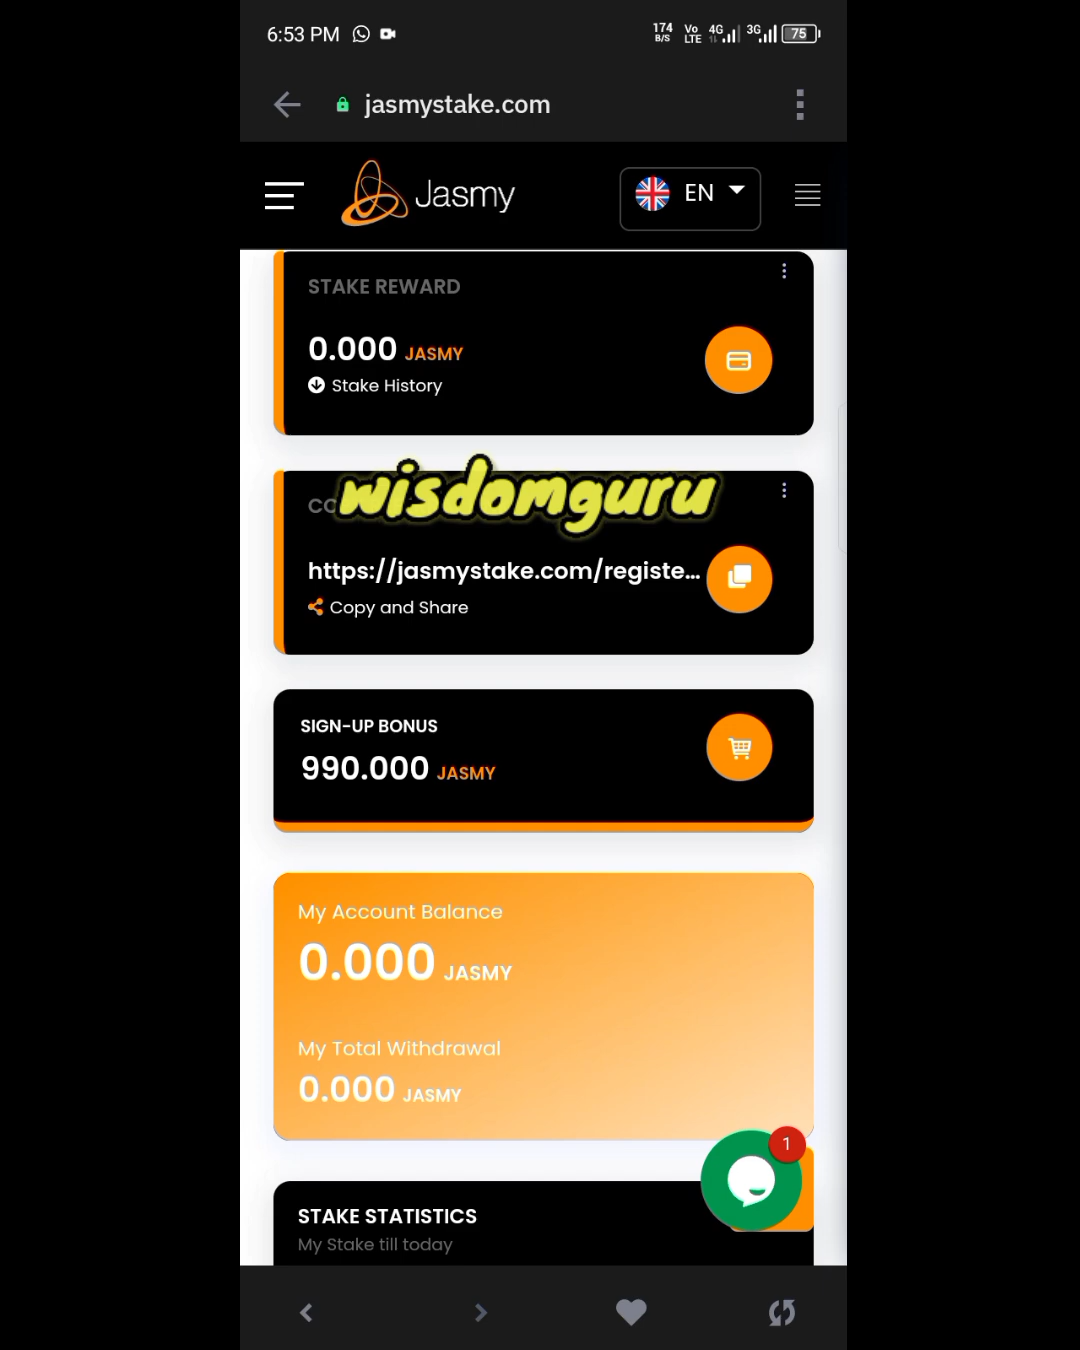 6:53 PM
174 B/S
Vo LTE
4G
3G
75
jasmystake.com
Jasmy
EN
STAKE REWARD
0.000 JASMY
Stake History
wisdomguru
https://jasmystake.com/registe...
Copy and Share
SIGN-UP BONUS
990.000 JASMY
My Account Balance
0.000 JASMY
My Total Withdrawal
0.000 JASMY
1
STAKE STATISTICS
My Stake till today